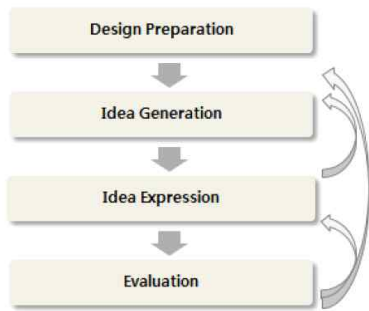 Design Preparation
Idea Generation
Idea Expression
Evaluation